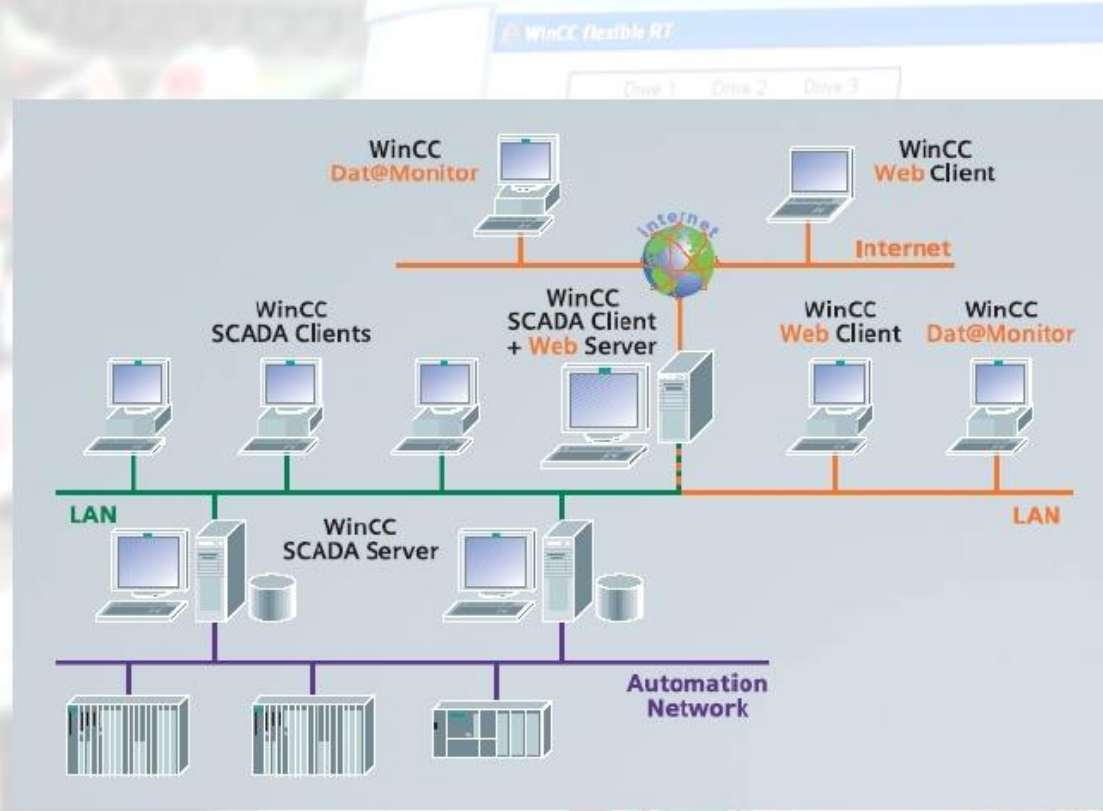 WinCC flexible RT
Drive 1 Drive 2 Drive 3
WinCC
Dat@Monitor
WinCC
Web Client
internet
Internet
WinCC
SCADA Clients
WinCC
SCADA Client
+ Web Server
WinCC
Web Client
WinCC
Dat@Monitor
LAN
WinCC
SCADA Server
LAN
Automation
Network